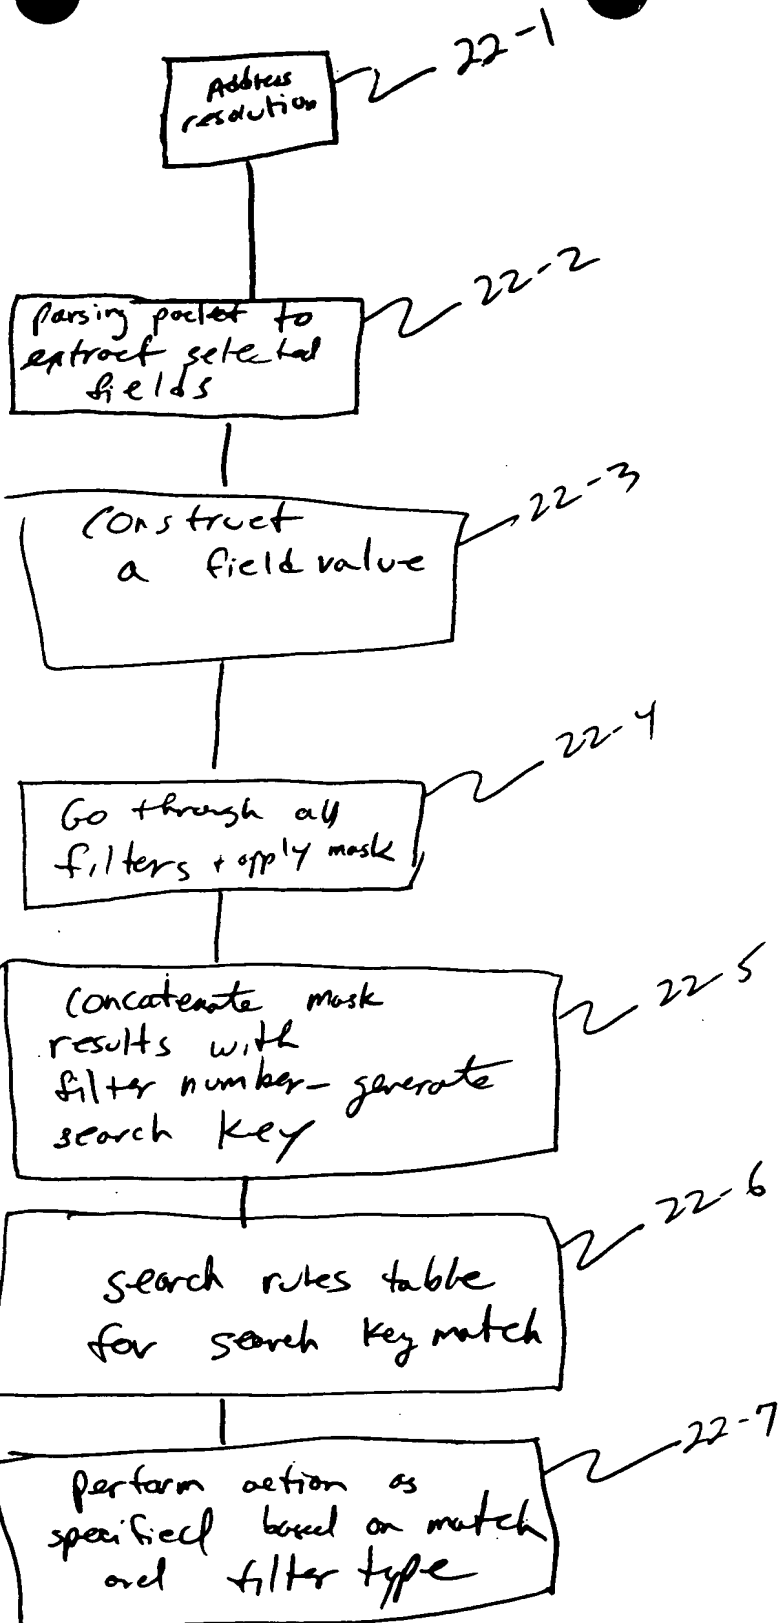 Address
resolution
22-1
Parsing packet to
extract selected
fields
22-2
Construct
a field value
22-3
Go through all
filters + apply mask
22-4
Concatenate mask
results with
filter number - generate
search key
22-5
search rules table
for search key match
22-6
perform action as
specified based on match
and filter type
22-7